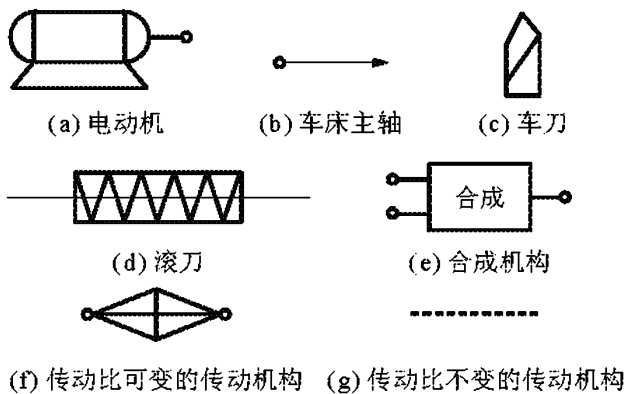 (a) 电动机 (b) 车床主轴 (c) 车刀
合成
(d) 滚刀 (e) 合成机构
(f) 传动比可变的传动机构 (g) 传动比不变的传动机构